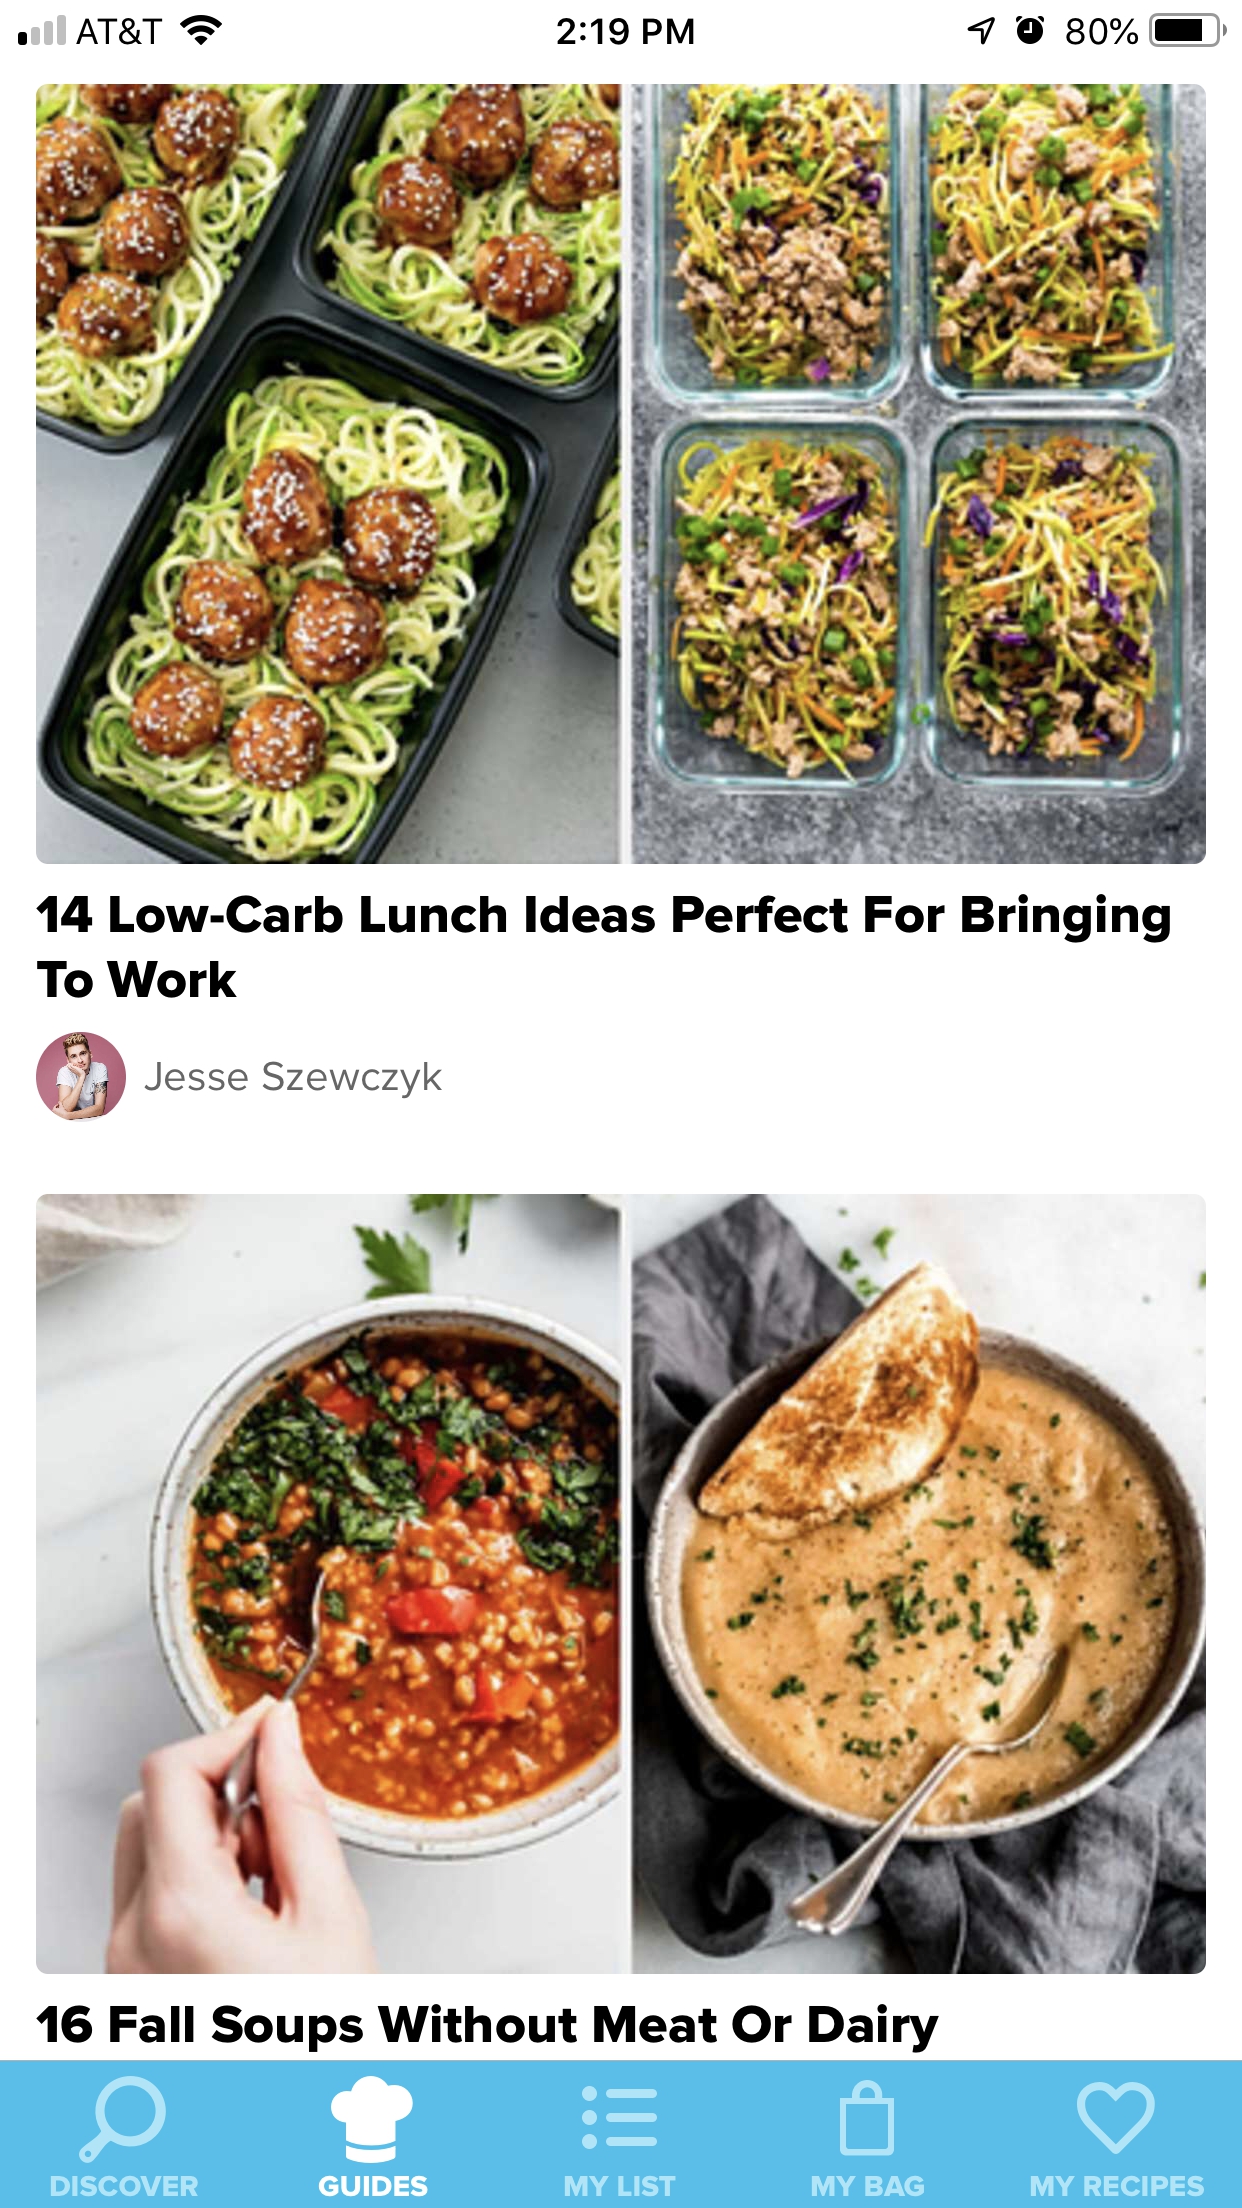 AT&T 2:19 PM 80%
14 Low-Carb Lunch Ideas Perfect For Bringing
To Work
Jesse Szewczyk
16 Fall Soups Without Meat Or Dairy
DISCOVER GUIDES MY LIST MY BAG MY RECIPES